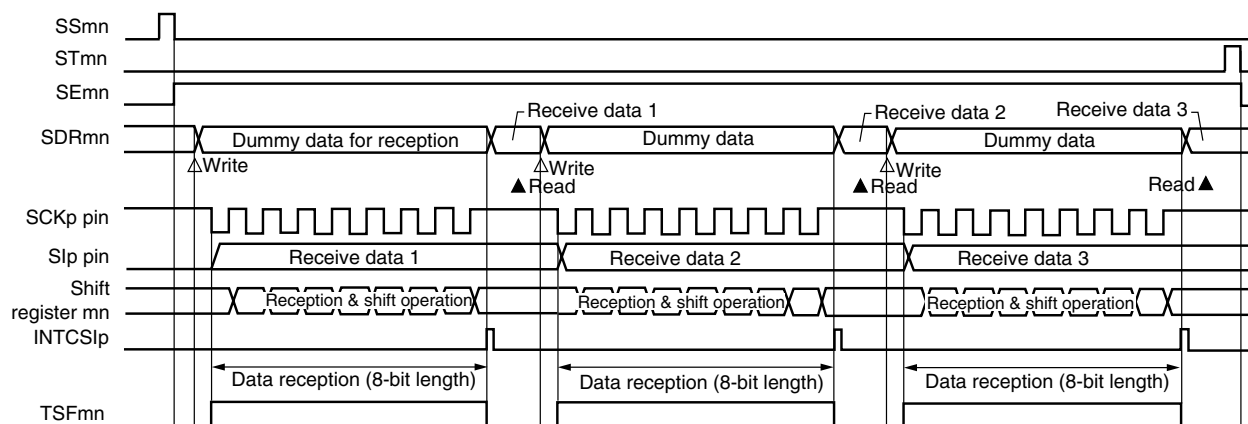 SSmn
STmn
SEmn
Receive data 1
Receive data 2
Receive data 3
SDRmn
Dummy data for reception
Dummy data
Dummy data
Write
Write
Write
Read
Read
Read
SCKp pin
SIp pin
Receive data 1
Receive data 2
Receive data 3
Shift
register mn
Reception & shift operation
Reception & shift operation
Reception & shift operation
INTCSIp
Data reception (8-bit length)
Data reception (8-bit length)
Data reception (8-bit length)
TSFmn